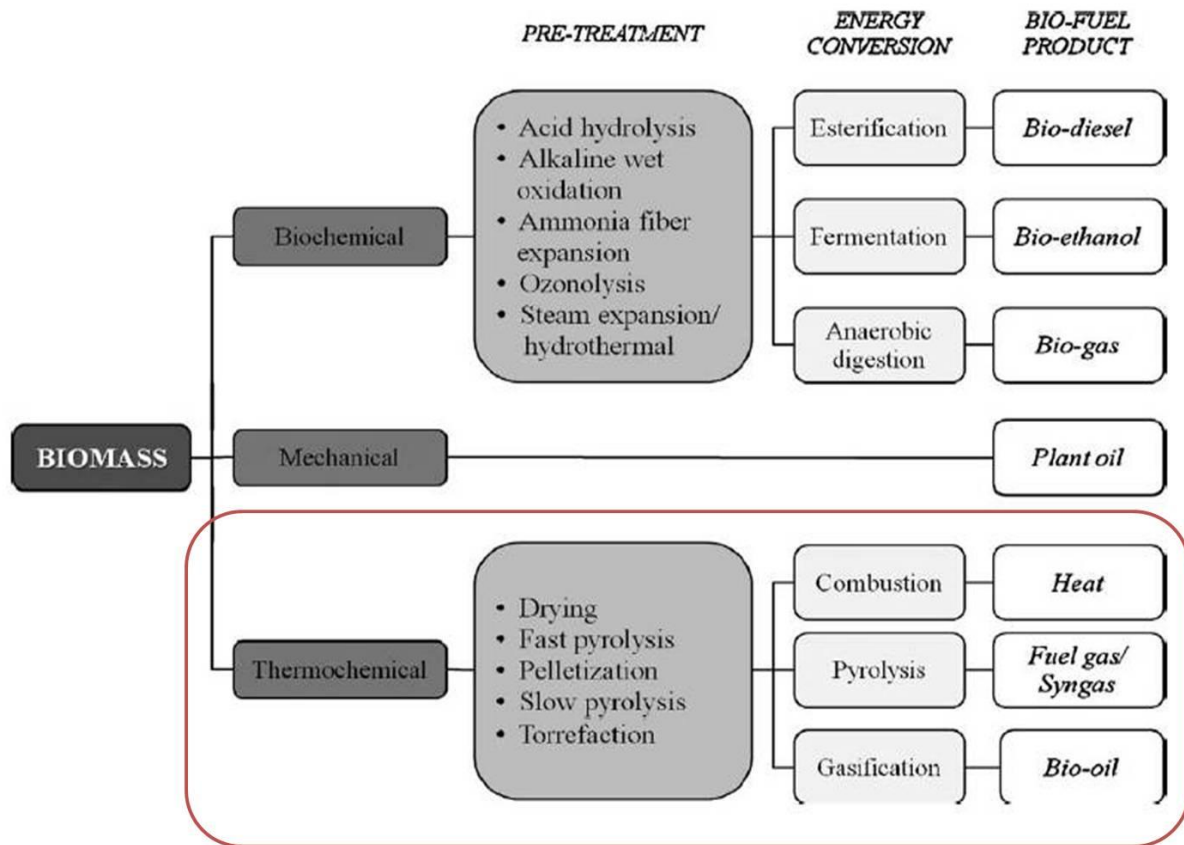 PRE-TREATMENT
ENERGY
CONVERSION
BIO-FUEL
PRODUCT
BIOMASS
Biochemical
• Acid hydrolysis
• Alkaline wet
oxidation
• Ammonia fiber
expansion
• Ozonolysis
• Steam expansion/
hydrothermal
Esterification
Bio-diesel
Fermentation
Bio-ethanol
Anaerobic
digestion
Bio-gas
Mechanical
Plant oil
Thermochemical
• Drying
• Fast pyrolysis
• Pelletization
• Slow pyrolysis
• Torrefaction
Combustion
Heat
Pyrolysis
Fuel gas/
Syngas
Gasification
Bio-oil